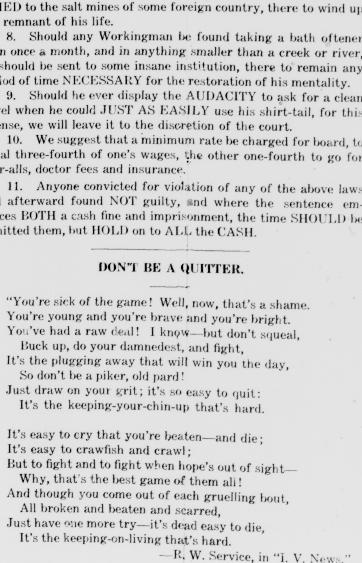 IED to the salt mines of some foreign country, there to wind up
remnant of his life.
8. Should any Workingman be found taking a bath oftener
n once a month, and in anything smaller than a creek or river,
should be sent to some insane institution, there to remain any
iod of time NECESSARY for the restoration of his mentality.
9. Should he ever display the AUDACITY to ask for a clean
el when he could JUST AS EASILY use his shirt-tail, for this
ense, we will leave it to the discretion of the court.
10. We suggest that a minimum rate be charged for board, to
al three-fourth of one's wages, the other one-fourth to go for
r-alls, doctor fees and insurance.
11. Anyone convicted for violation of any of the above laws
afterward found NOT guilty, and where the sentence em-
ces BOTH a cash fine and imprisonment, the time SHOULD be
itted them, but HOLD on to ALL the CASH.
DON'T BE A QUITTER.
"You're sick of the game! Well, now, that's a shame.
You're young and you're brave and you're bright.
You've had a raw deal! I know—but don't squeal,
Buck up, do your damnedest, and fight,
It's the plugging away that will win you the day,
So don't be a piker, old pard!
Just draw on your grit; it's so easy to quit:
It's the keeping-your-chin-up that's hard.
It's easy to cry that you're beaten—and die;
It's easy to crawfish and crawl;
But to fight and to fight when hope's out of sight—
Why, that's the best game of them all!
And though you come out of each gruelling bout,
All broken and beaten and scarred,
Just have one more try—it's dead easy to die,
It's the keeping-on-living that's hard.
—R. W. Service, in "I. V. News."